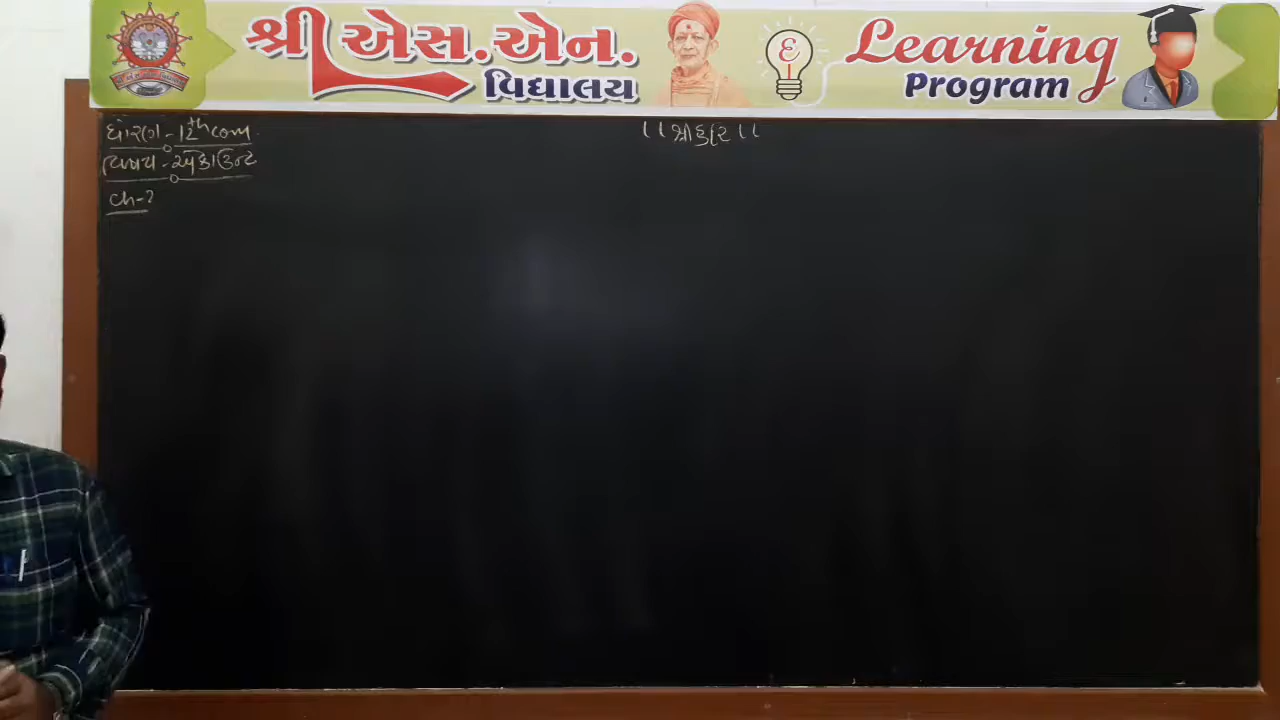 શ્રી એસ.એન.
વિદ્યાલય
Learning
Program
ε
ધોરણ - 12th com.
વિષય - એકાઉન્ટ
ch-2
।। શ્રીહરિ ।।